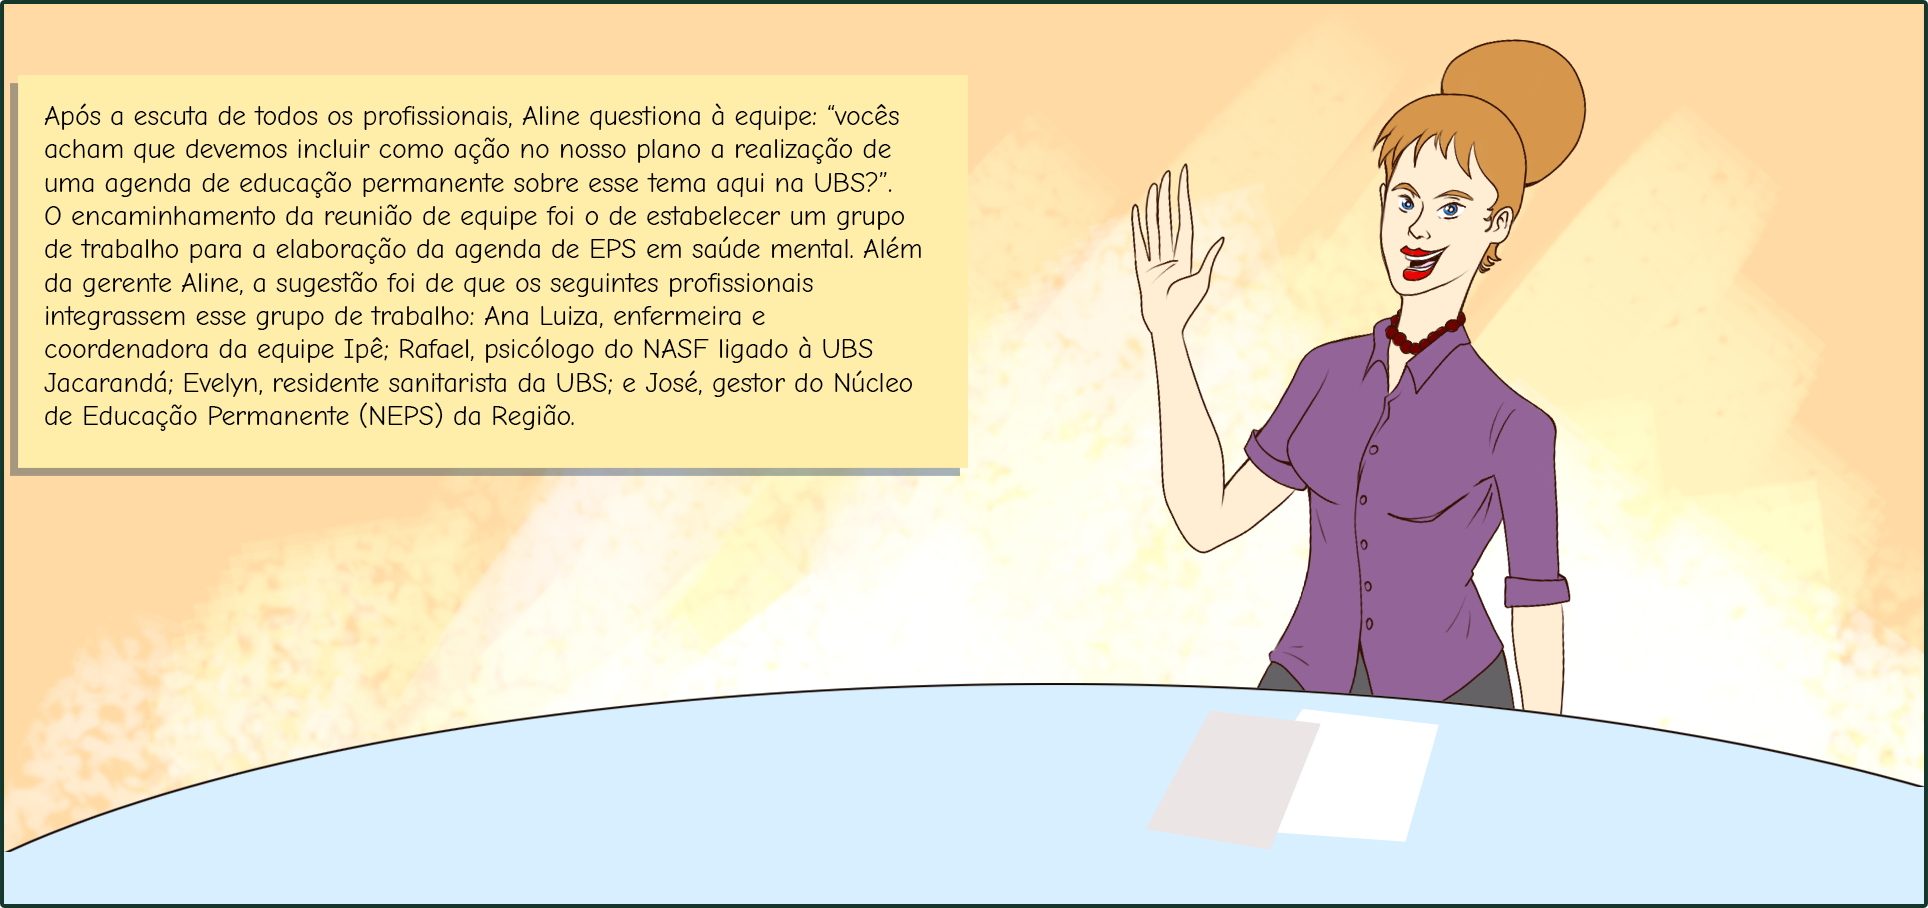 Após a escuta de todos os profissionais, Aline questiona à equipe: “vocês
acham que devemos incluir como ação no nosso plano a realização de
uma agenda de educação permanente sobre esse tema aqui na UBS?”.
O encaminhamento da reunião de equipe foi o de estabelecer um grupo
de trabalho para a elaboração da agenda de EPS em saúde mental. Além
da gerente Aline, a sugestão foi de que os seguintes profissionais
integrassem esse grupo de trabalho: Ana Luiza, enfermeira e
coordenadora da equipe Ipê; Rafael, psicólogo do NASF ligado à UBS
Jacarandá; Evelyn, residente sanitarista da UBS; e José, gestor do Núcleo
de Educação Permanente (NEPS) da Região.